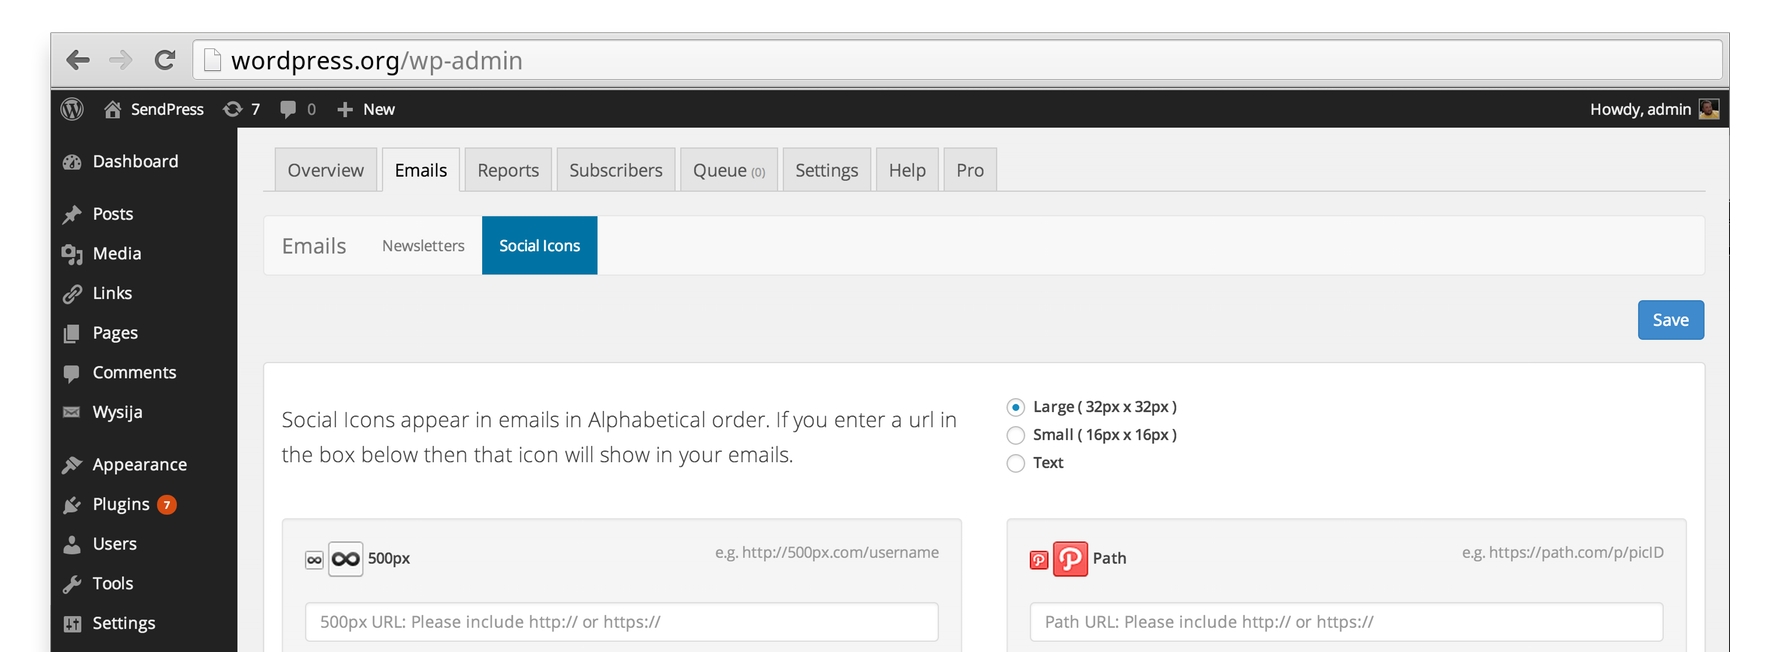 wordpress.org/wp-admin
SendPress 7 0 + New Howdy, admin
Dashboard
Posts
Media
Links
Pages
Comments
Wysija
Appearance
Plugins 7
Users
Tools
Settings
Overview Emails Reports Subscribers Queue (0) Settings Help Pro
Emails Newsletters Social Icons
Save
Social Icons appear in emails in Alphabetical order. If you enter a url in
the box below then that icon will show in your emails.
Large ( 32px x 32px )
Small ( 16px x 16px )
Text
500px e.g. http://500px.com/username
500px URL: Please include http:// or https://
Path e.g. https://path.com/p/picID
Path URL: Please include http:// or https://